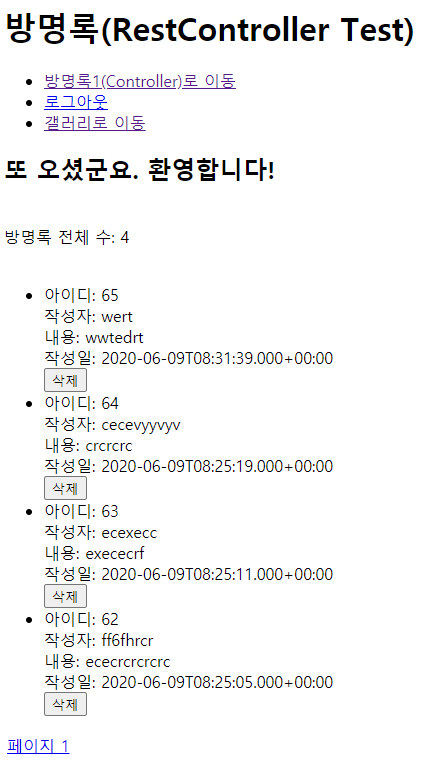 방명록(RestController Test)
방명록1(Controller)로 이동
로그아웃
갤러리로 이동
또 오셨군요. 환영합니다!
방명록 전체 수: 4
아이디: 65
작성자: wert
내용: wwtedrt
작성일: 2020-06-09T08:31:39.000+00:00
삭제
아이디: 64
작성자: cecevyyvyv
내용: crcrcrc
작성일: 2020-06-09T08:25:19.000+00:00
삭제
아이디: 63
작성자: ecexecc
내용: exececrf
작성일: 2020-06-09T08:25:11.000+00:00
삭제
아이디: 62
작성자: ff6fhrcr
내용: ececrcrcrcrc
작성일: 2020-06-09T08:25:05.000+00:00
삭제
페이지 1